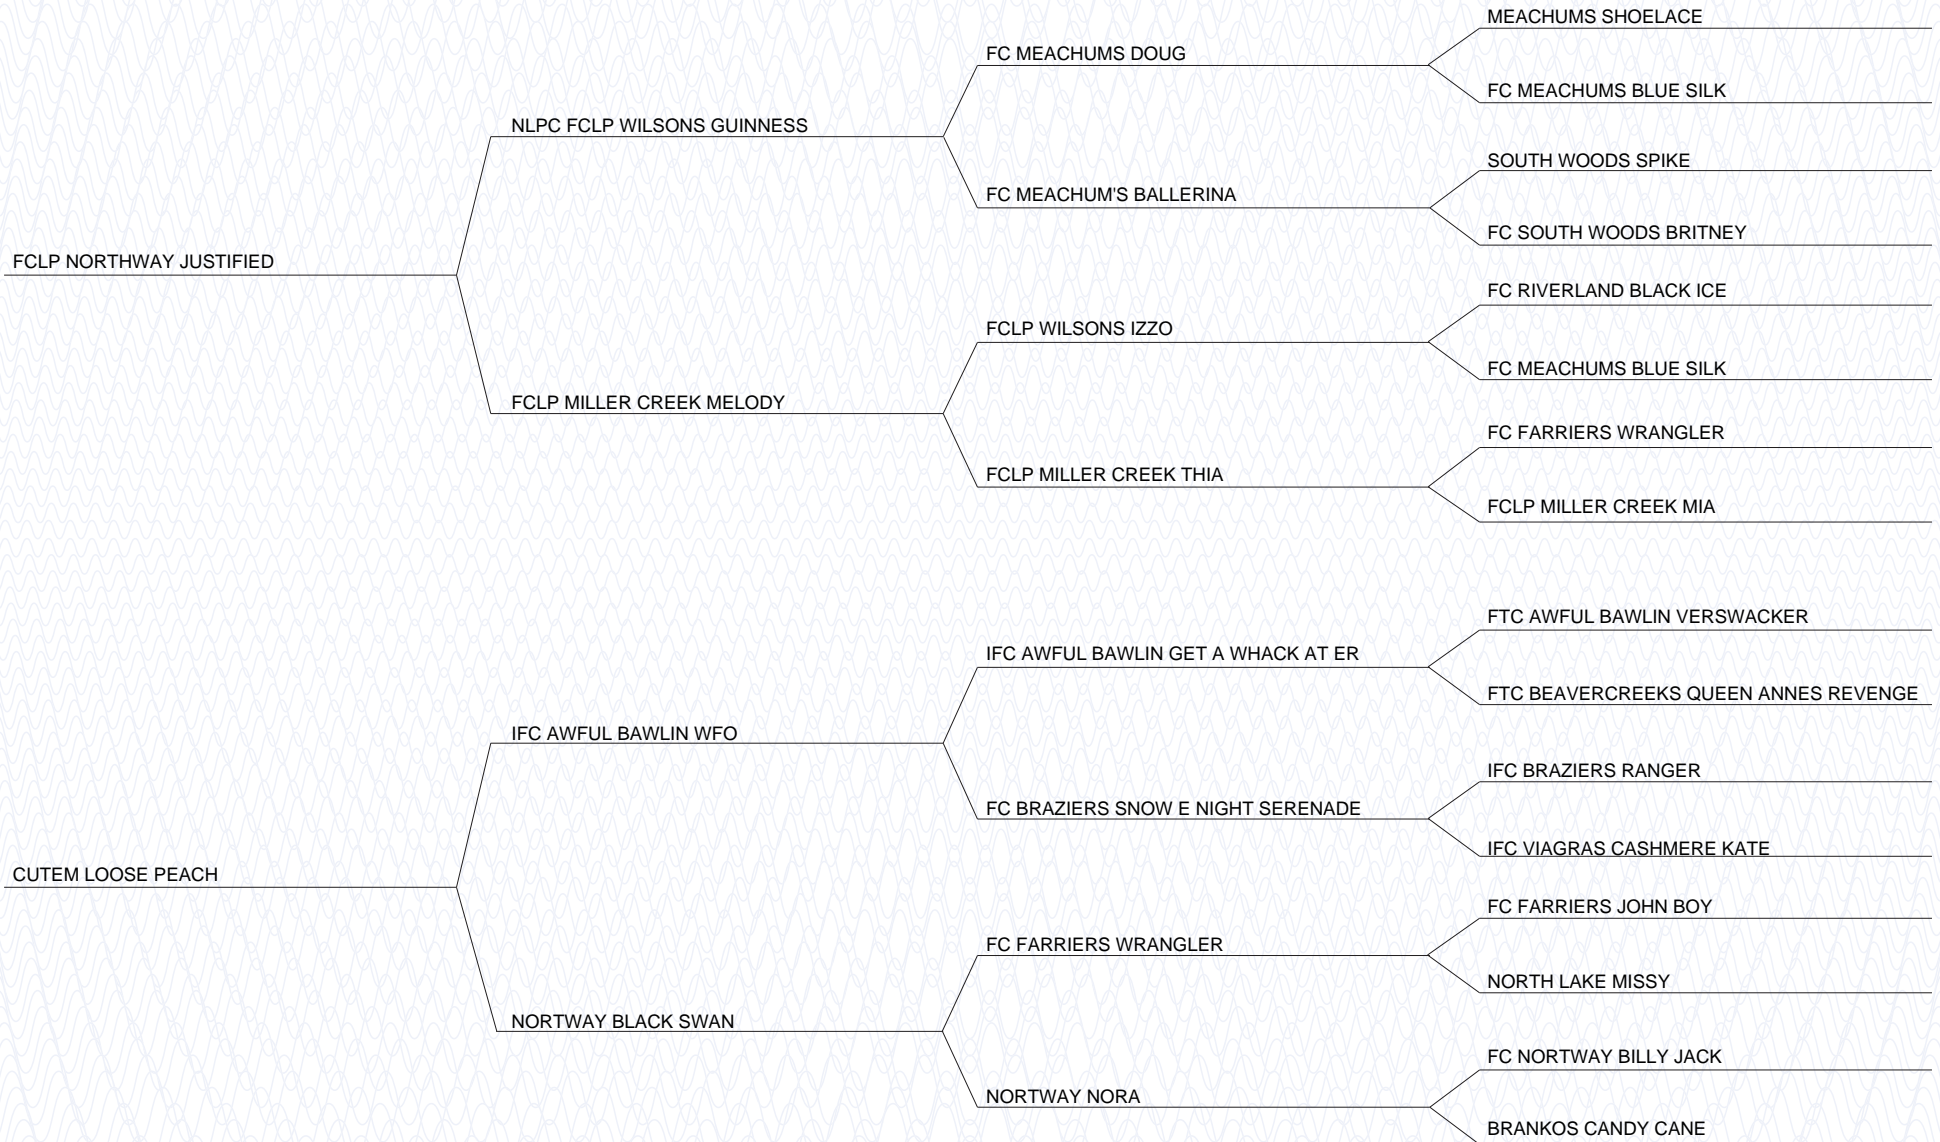 FCLP NORTHWAY JUSTIFIED
NLPC FCLP WILSONS GUINNESS
FC MEACHUMS DOUG
MEACHUMS SHOELACE
FC MEACHUMS BLUE SILK
FC MEACHUM'S BALLERINA
SOUTH WOODS SPIKE
FC SOUTH WOODS BRITNEY
FCLP MILLER CREEK MELODY
FCLP WILSONS IZZO
FC RIVERLAND BLACK ICE
FC MEACHUMS BLUE SILK
FCLP MILLER CREEK THIA
FC FARRIERS WRANGLER
FCLP MILLER CREEK MIA
CUTEM LOOSE PEACH
IFC AWFUL BAWLIN WFO
IFC AWFUL BAWLIN GET A WHACK AT ER
FTC AWFUL BAWLIN VERSWACKER
FTC BEAVERCREEKS QUEEN ANNES REVENGE
FC BRAZIERS SNOW E NIGHT SERENADE
IFC BRAZIERS RANGER
IFC VIAGRAS CASHMERE KATE
NORTWAY BLACK SWAN
FC FARRIERS WRANGLER
FC FARRIERS JOHN BOY
NORTH LAKE MISSY
NORTWAY NORA
FC NORTWAY BILLY JACK
BRANKOS CANDY CANE